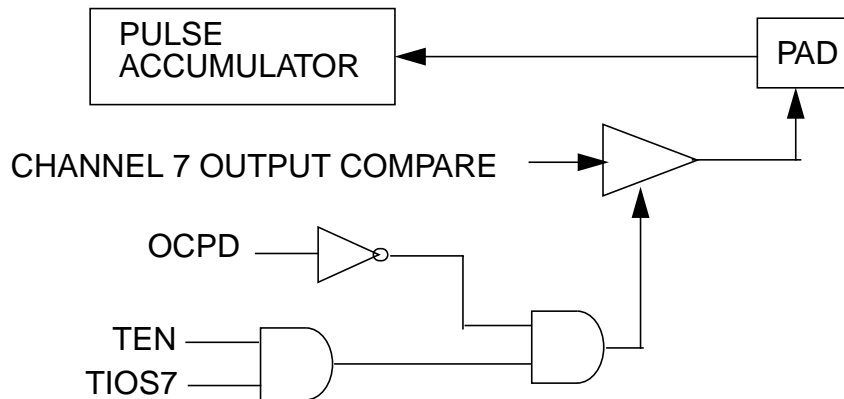 PULSE
ACCUMULATOR
PAD
CHANNEL 7 OUTPUT COMPARE
OCPD
TEN
TIOS7